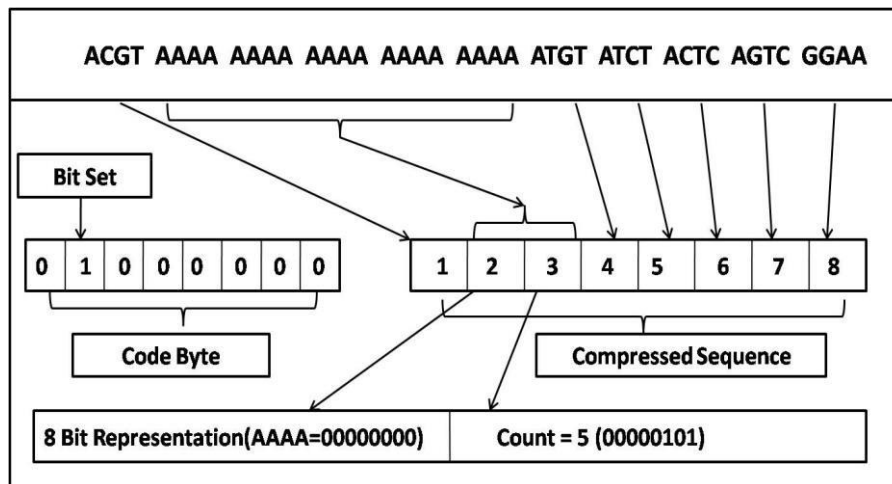 ACGT AAAA AAAA AAAA AAAA AAAA ATGT ATCT ACTC AGTC GGAA
Bit Set
0 1 0 0 0 0 0 0
1 2 3 4 5 6 7 8
Code Byte
Compressed Sequence
8 Bit Representation(AAAA=00000000)
Count = 5 (00000101)